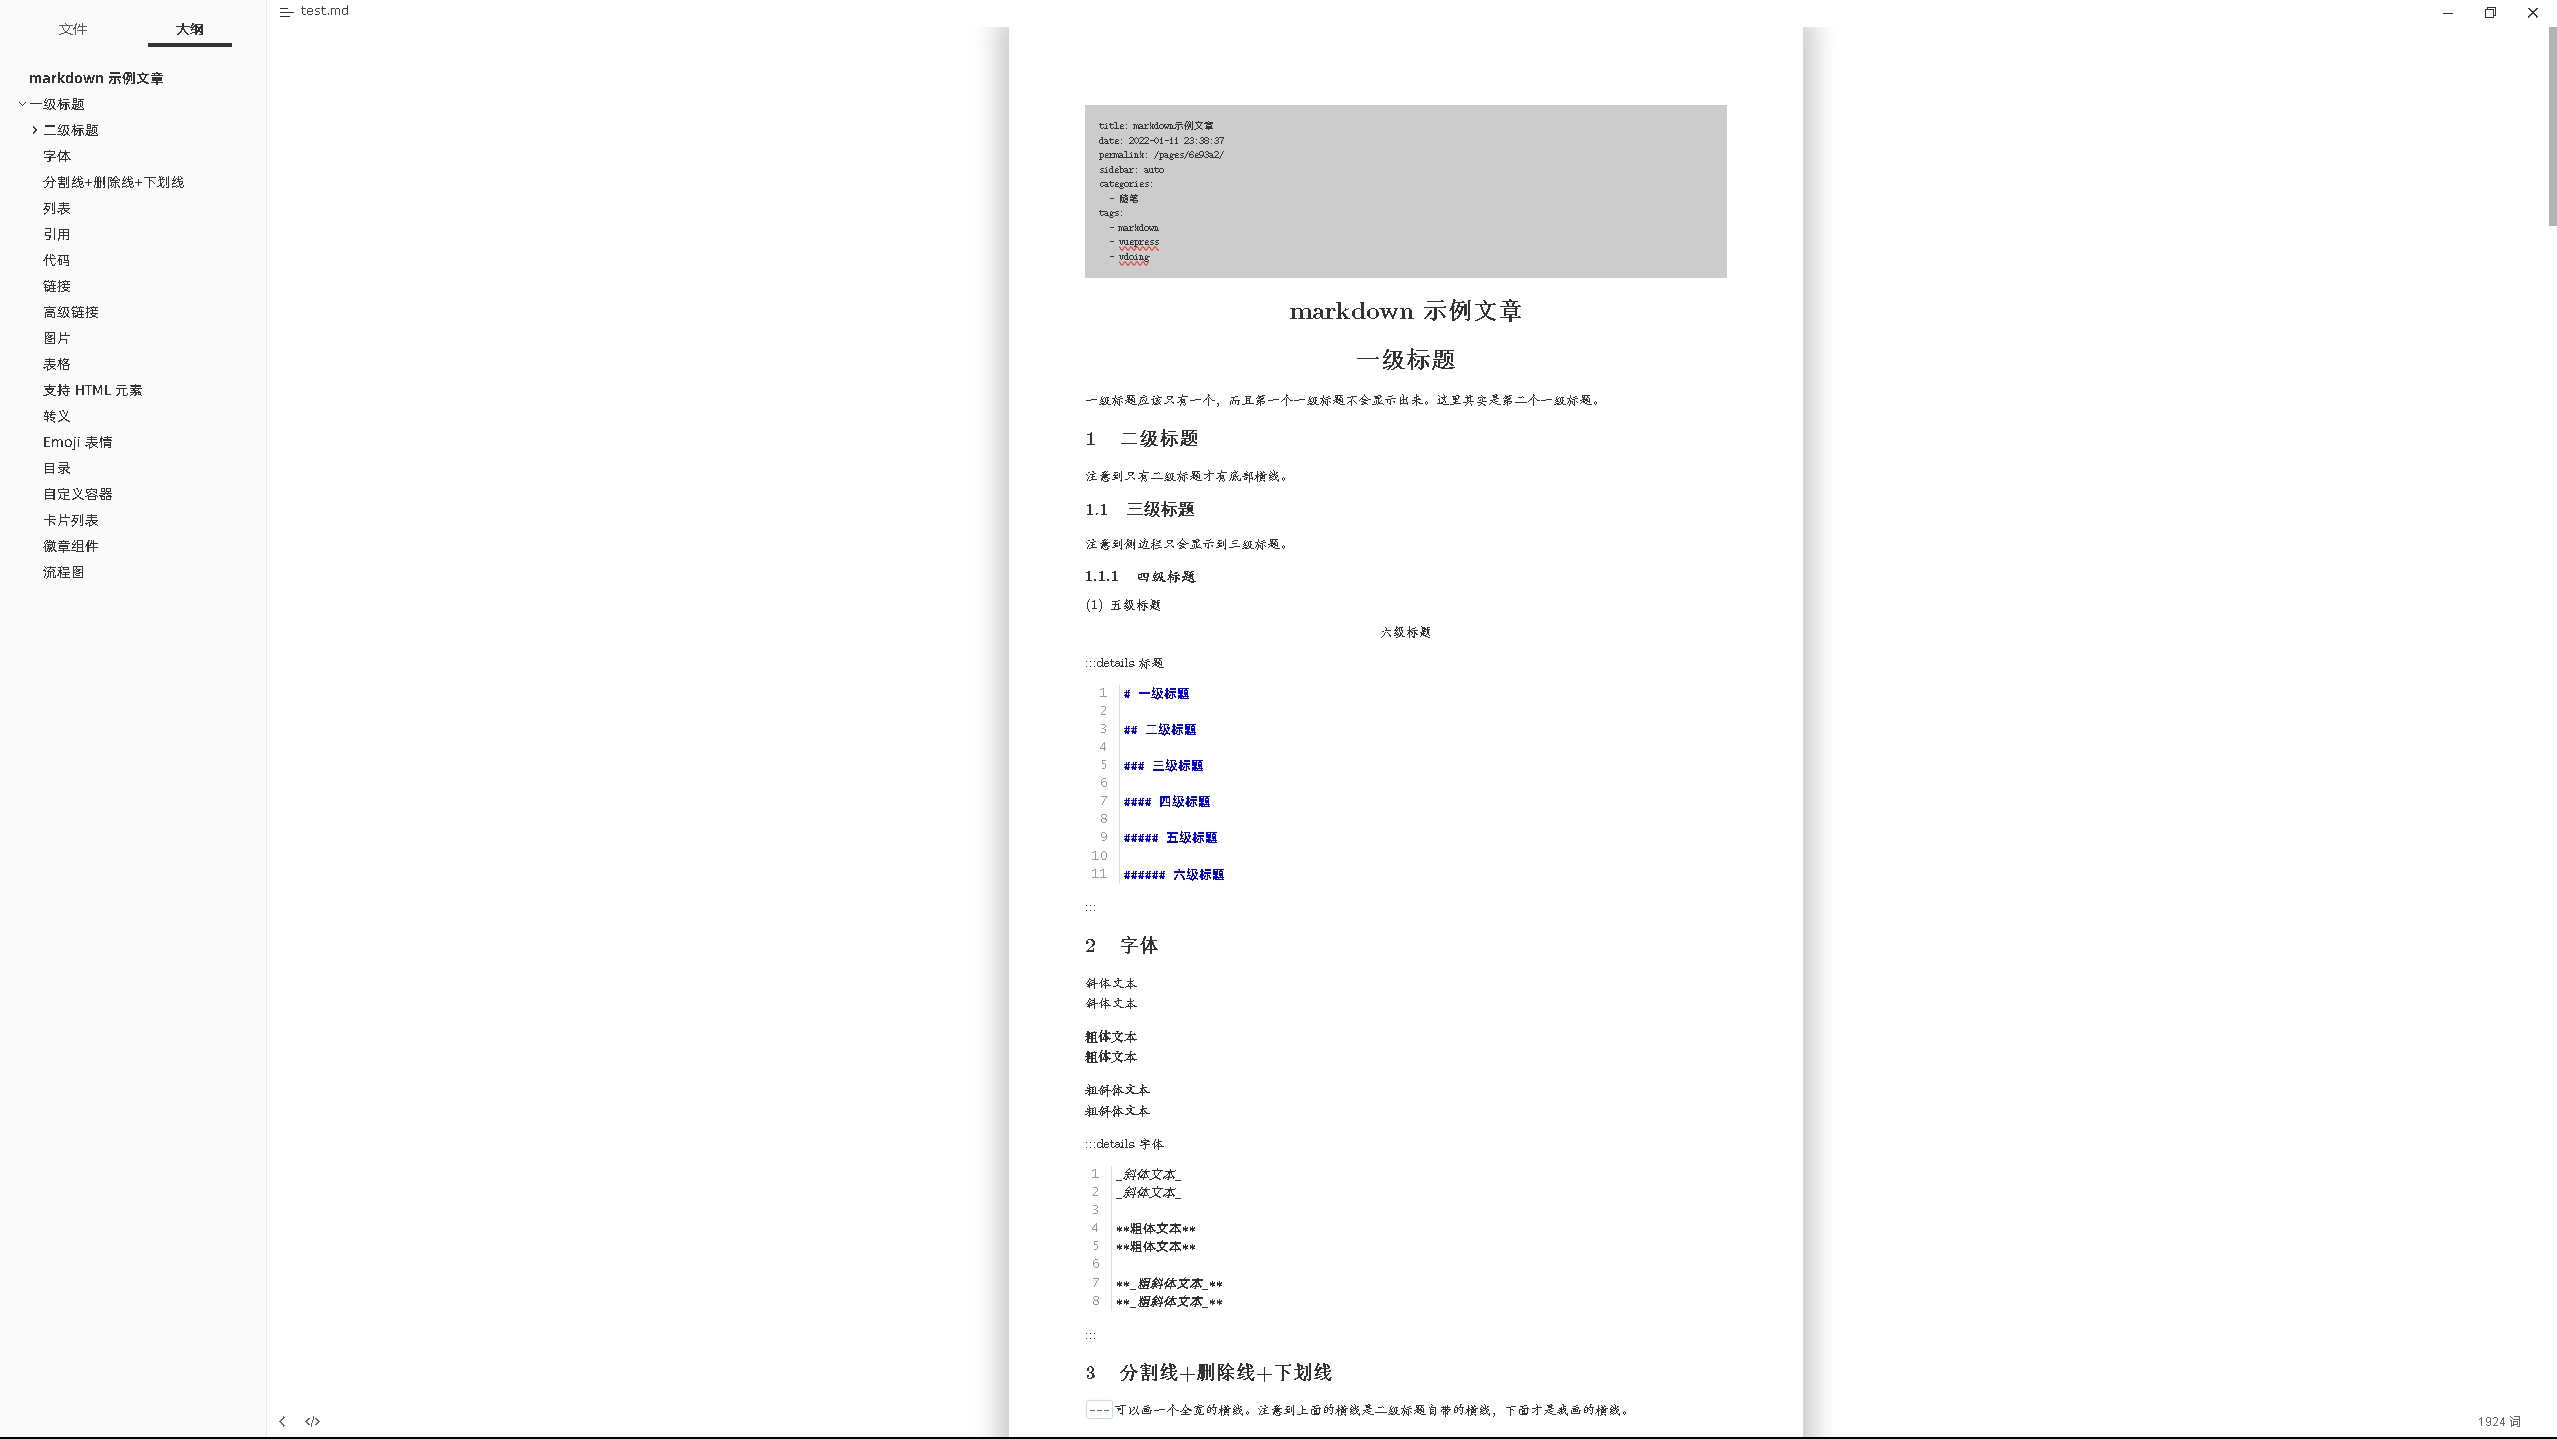 文件
大纲
markdown 示例文章
一级标题
二级标题
字体
分割线+删除线+下划线
列表
引用
代码
链接
高级链接
图片
表格
支持 HTML 元素
转义
Emoji 表情
目录
自定义容器
卡片列表
徽章组件
流程图
test.md
title: markdown示例文章
date: 2022-01-11 23:38:37
permalink: /pages/6e93a2/
sidebar: auto
categories:
- 随笔
tags:
- markdown
- vuepress
- vdoing
markdown 示例文章
一级标题
一级标题应该只有一个，而且第一个一级标题不会显示出来。这里其实是第二个一级标题。
1 二级标题
注意到只有二级标题才有底部横线。
1.1 三级标题
注意到侧边栏只会显示到三级标题。
1.1.1 四级标题
(1) 五级标题
六级标题
:::details 标题
1 # 一级标题
2
3 ## 二级标题
4
5 ### 三级标题
6
7 #### 四级标题
8
9 ##### 五级标题
10
11 ###### 六级标题
:::
2 字体
斜体文本
斜体文本
粗体文本
粗体文本
粗斜体文本
粗斜体文本
:::details 字体
1 _斜体文本_
2 _斜体文本_
3
4 **粗体文本**
5 **粗体文本**
6
7 **_粗斜体文本_**
8 **_粗斜体文本_**
:::
3 分割线+删除线+下划线
--- 可以画一个全宽的横线。注意到上面的横线是二级标题自带的横线，下面才是我画的横线。
</>
1924 词